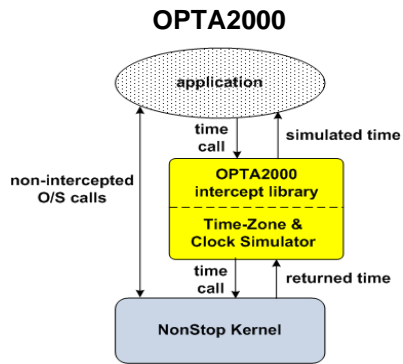 OPTA2000
application
time
call
simulated time
non-intercepted
O/S calls
OPTA2000
intercept library
Time-Zone &
Clock Simulator
time
call
returned time
NonStop Kernel